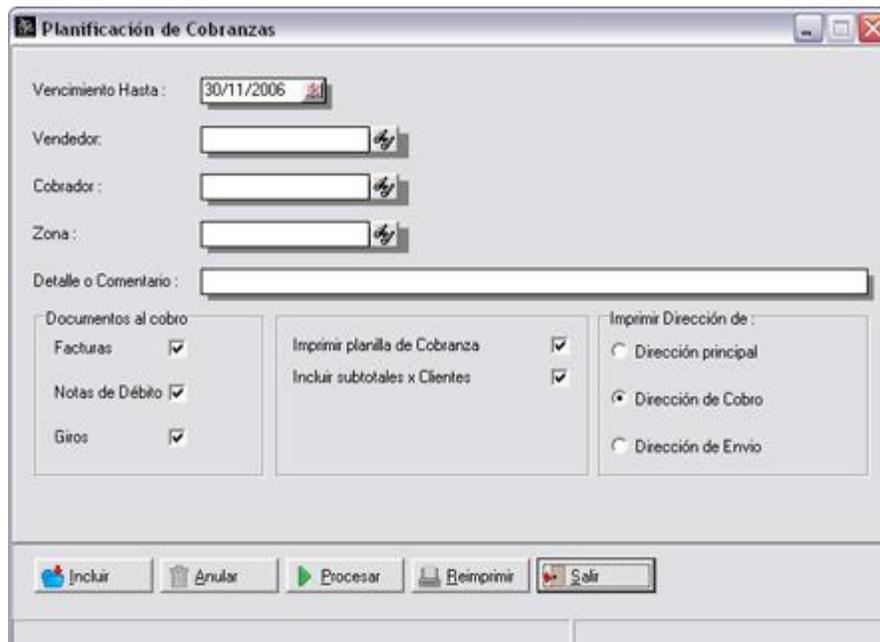 Planificación de Cobranzas
Vencimiento Hasta : 30/11/2006
Vendedor:
Cobrador :
Zona :
Detalle o Comentario :
Documentos al cobro
Facturas
Notas de Débito
Giros
Imprimir planilla de Cobranza
Incluir subtotales x Clientes
Imprimir Dirección de :
Dirección principal
Dirección de Cobro
Dirección de Envio
Incluir Anular Procesar Reimprimir Salir